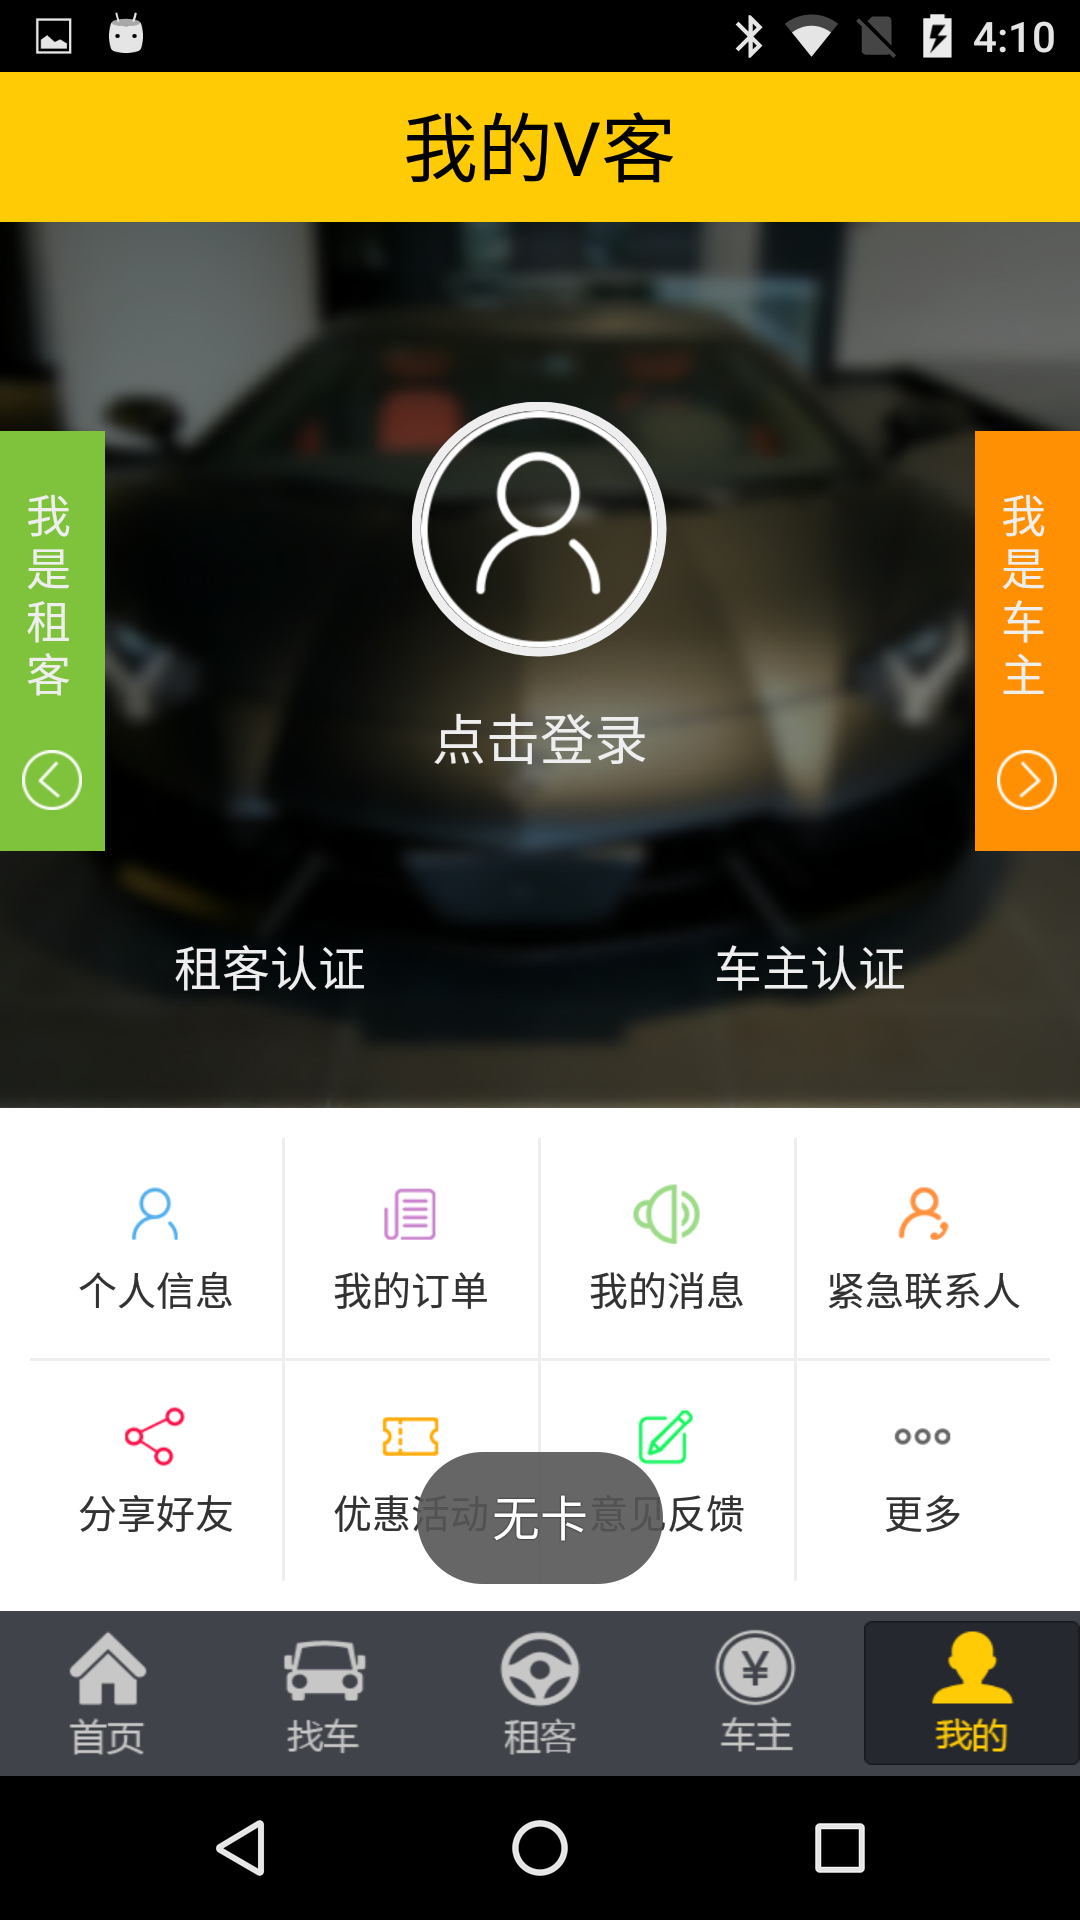 4:10
我的V客
我是租客
我是车主
点击登录
租客认证
车主认证
个人信息
我的订单
我的消息
紧急联系人
分享好友
优惠活动
意见反馈
更多
无卡
首页
找车
租客
车主
我的